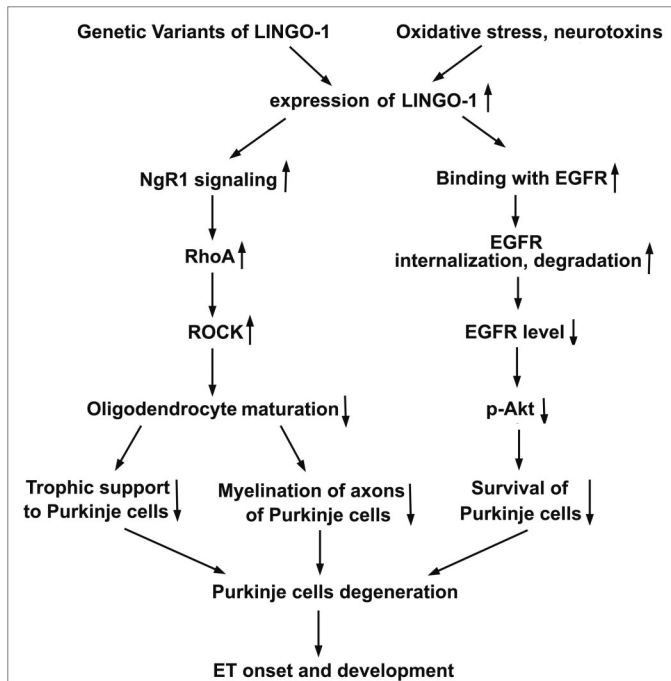 Genetic Variants of LINGO-1
Oxidative stress, neurotoxins
expression of LINGO-1
NgR1 signaling
Binding with EGFR
RhoA
EGFR
internalization, degradation
ROCK
EGFR level
Oligodendrocyte maturation
p-Akt
Trophic support
to Purkinje cells
Myelination of axons
of Purkinje cells
Survival of
Purkinje cells
Purkinje cells degeneration
ET onset and development